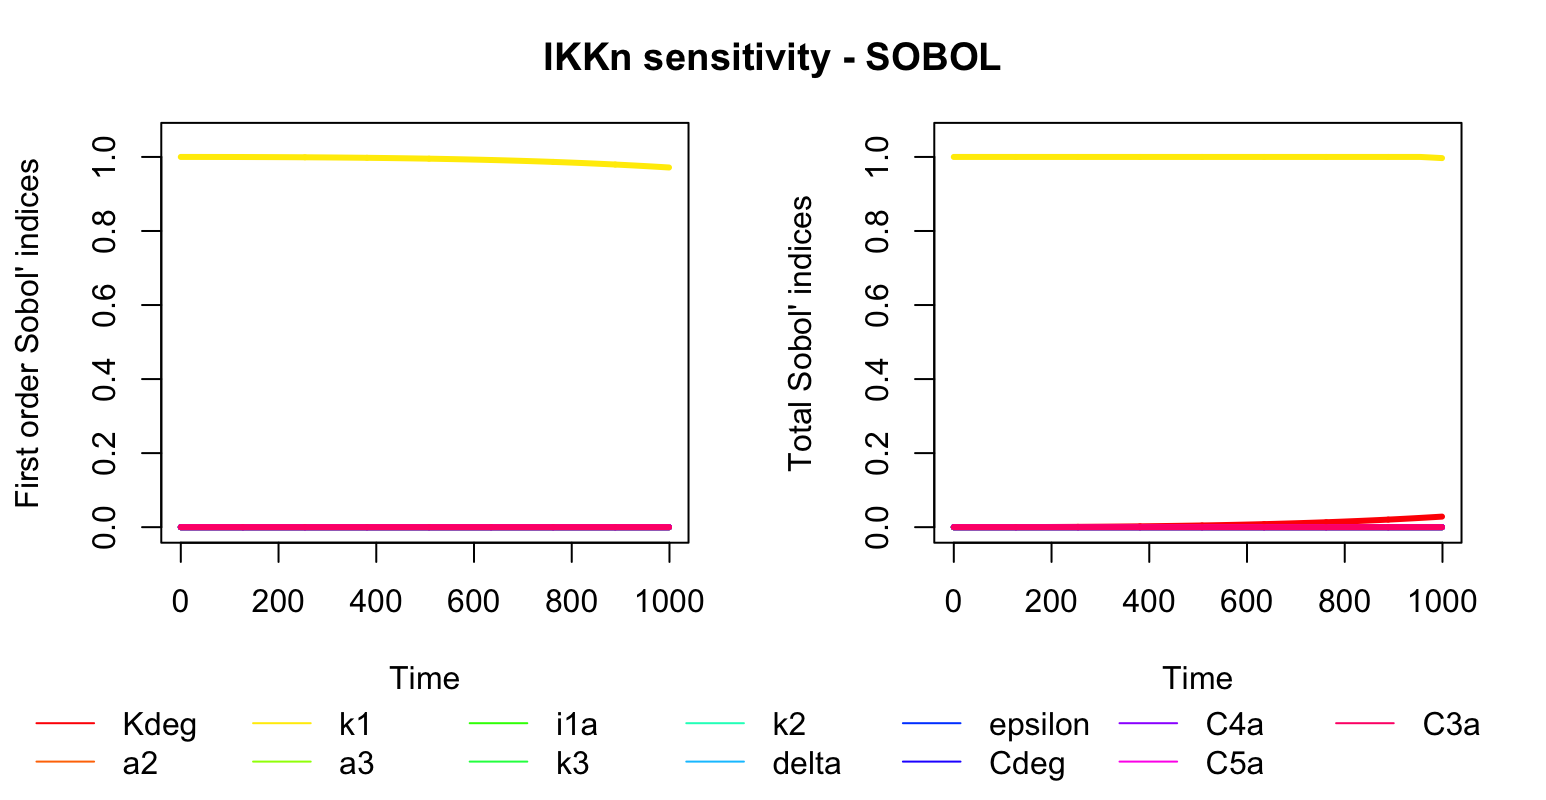 IKKn sensitivity - SOBOL
First order Sobol' indices
0.0 0.2 0.4 0.6 0.8 1.0
0 200 400 600 800 1000
Time
Total Sobol' indices
0.0 0.2 0.4 0.6 0.8 1.0
0 200 400 600 800 1000
Time
Kdeg k1 i1a k2 epsilon C4a C3a
a2 a3 k3 delta Cdeg C5a